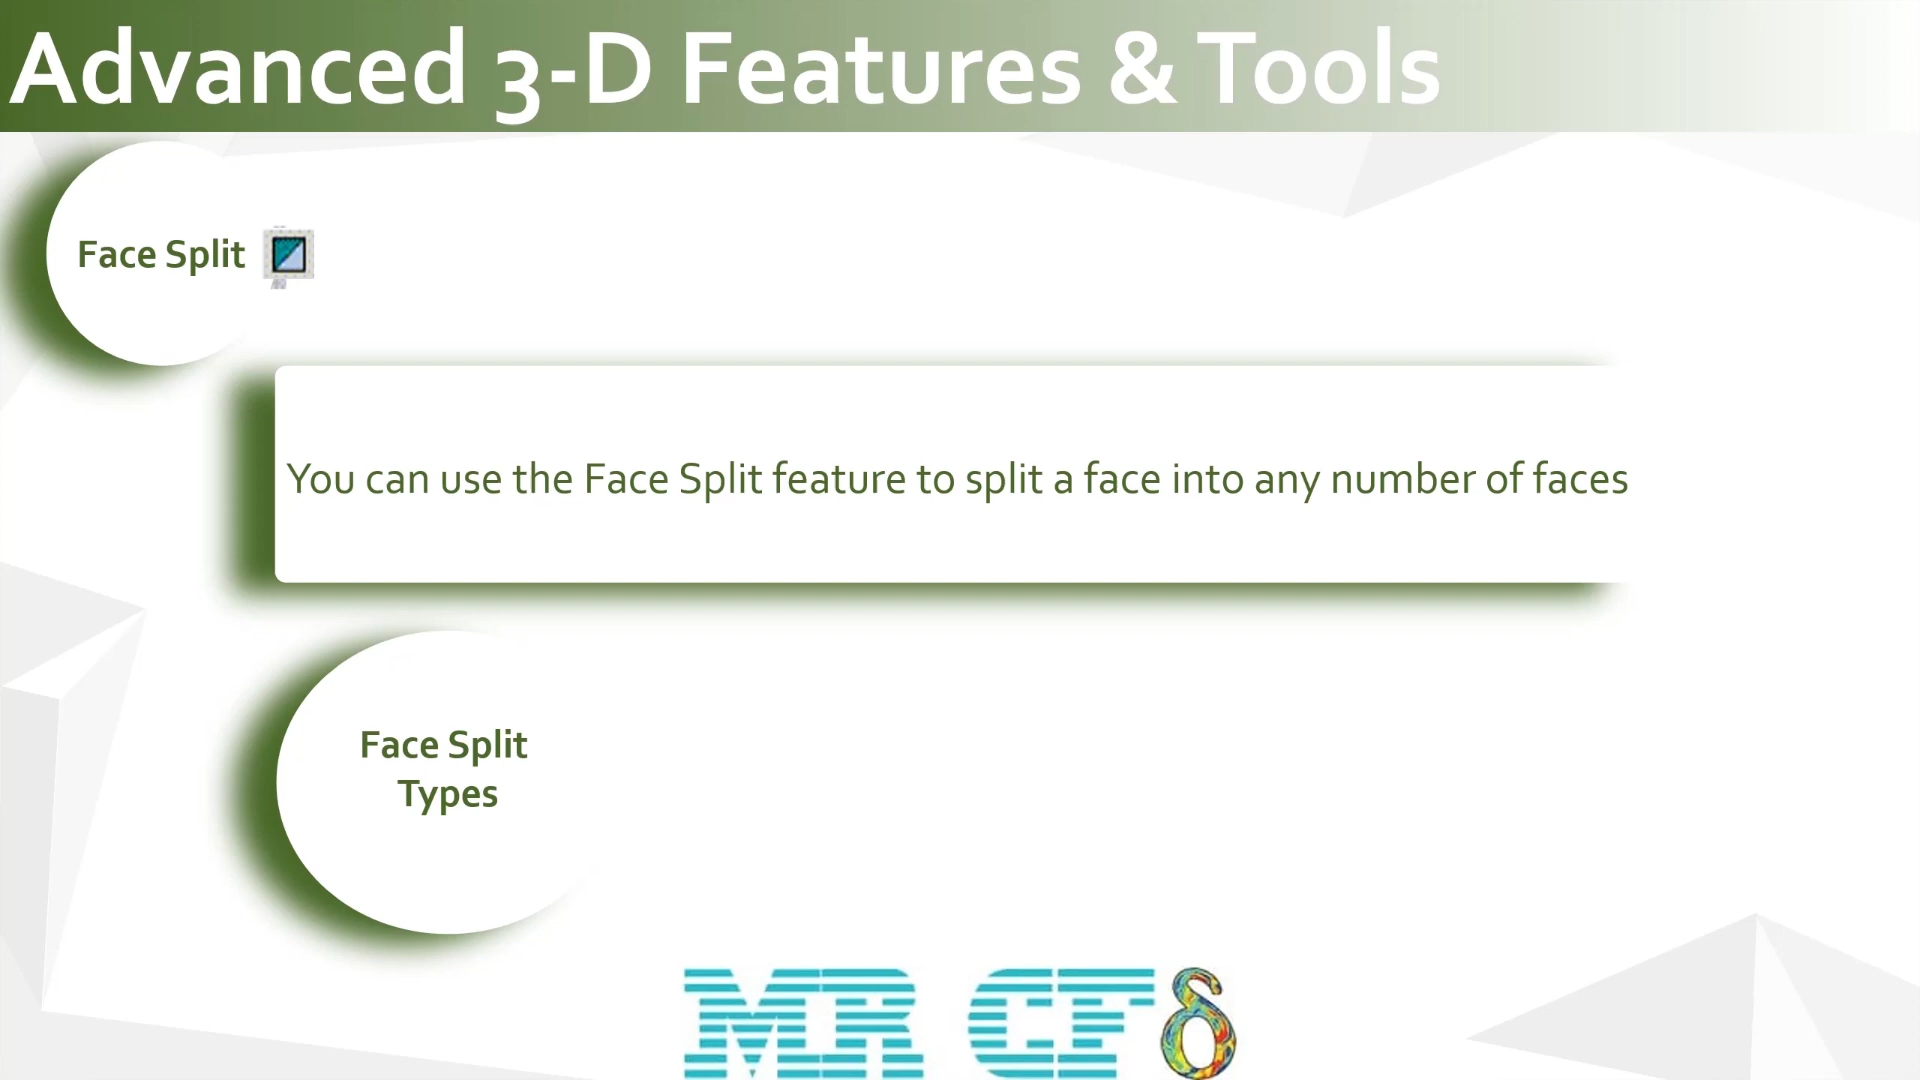 Advanced 3-D Features & Tools
Face Split
You can use the Face Split feature to split a face into any number of faces
Face Split
Types
MR CFδ